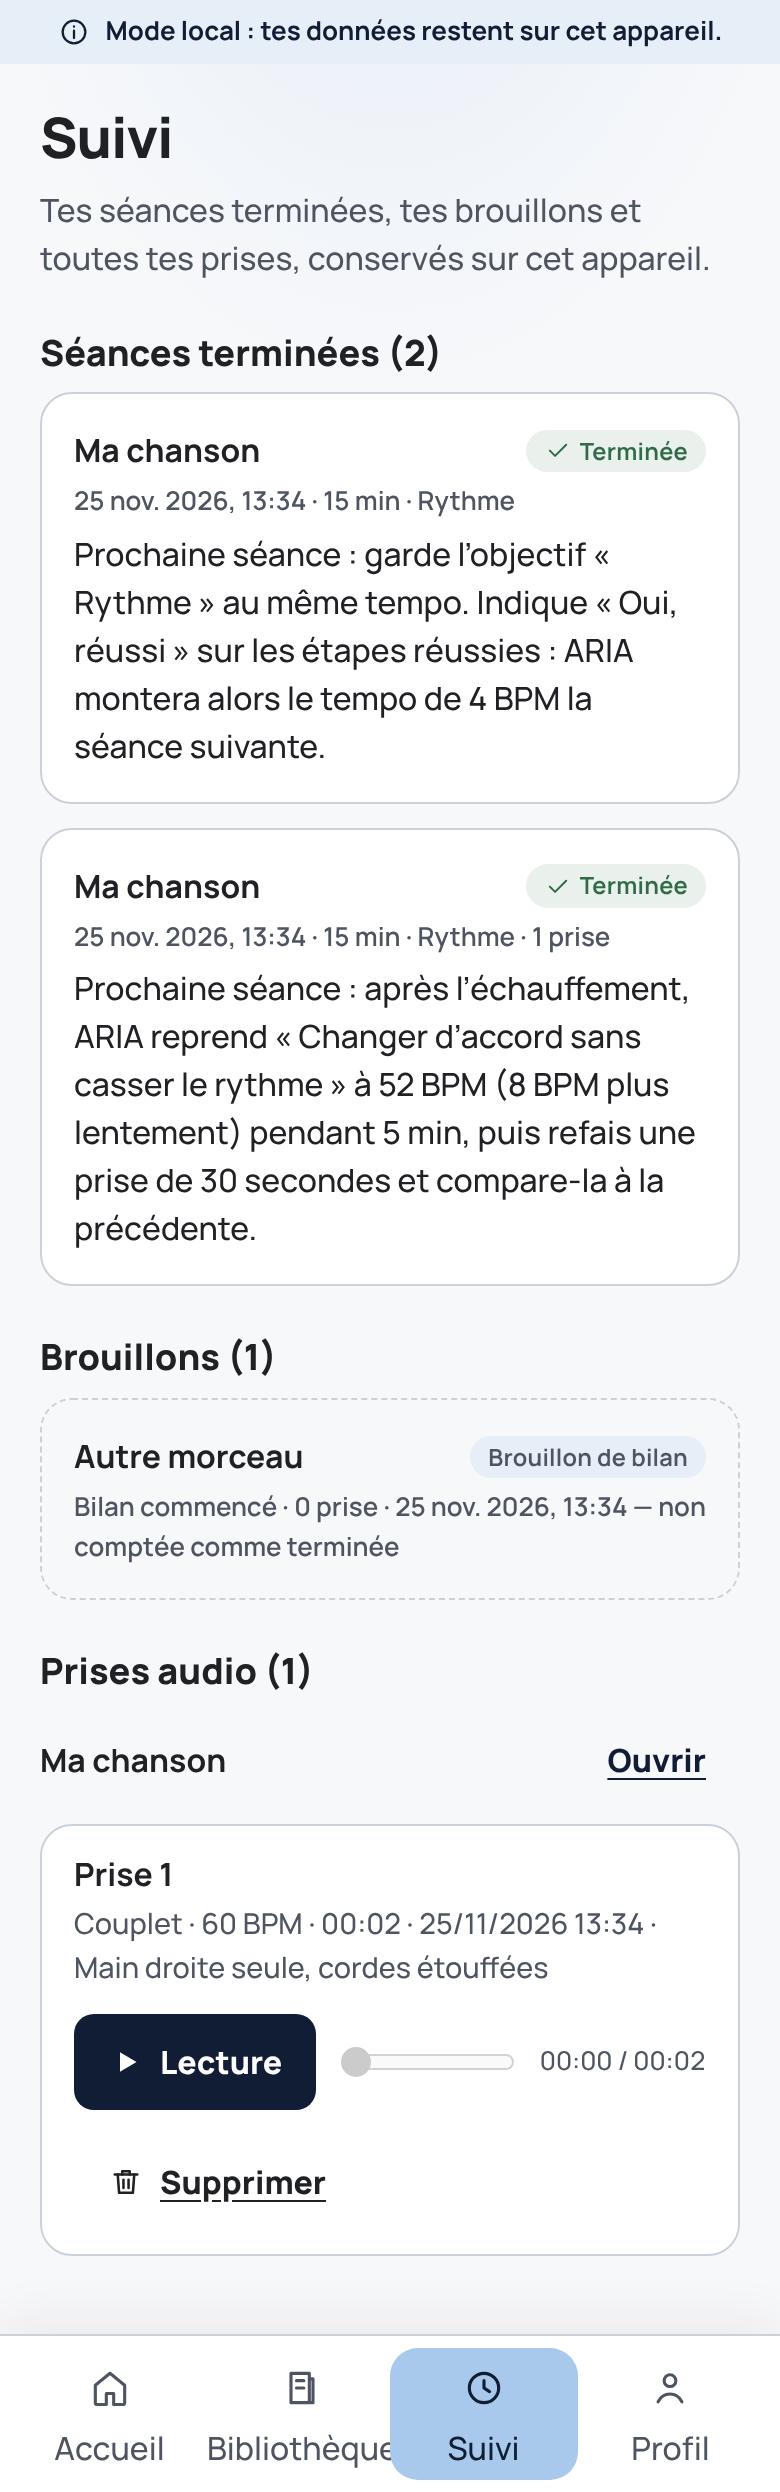 Mode local : tes données restent sur cet appareil.
Suivi
Tes séances terminées, tes brouillons et
toutes tes prises, conservés sur cet appareil.
Séances terminées (2)
Ma chanson
Terminée
25 nov. 2026, 13:34 · 15 min · Rythme
Prochaine séance : garde l’objectif «
Rythme » au même tempo. Indique « Oui,
réussi » sur les étapes réussies : ARIA
montera alors le tempo de 4 BPM la
séance suivante.
Ma chanson
Terminée
25 nov. 2026, 13:34 · 15 min · Rythme · 1 prise
Prochaine séance : après l’échauffement,
ARIA reprend « Changer d’accord sans
casser le rythme » à 52 BPM (8 BPM plus
lentement) pendant 5 min, puis refais une
prise de 30 secondes et compare-la à la
précédente.
Brouillons (1)
Autre morceau
Brouillon de bilan
Bilan commencé · 0 prise · 25 nov. 2026, 13:34 — non
comptée comme terminée
Prises audio (1)
Ma chanson
Ouvrir
Prise 1
Couplet · 60 BPM · 00:02 · 25/11/2026 13:34 ·
Main droite seule, cordes étouffées
Lecture
00:00 / 00:02
Supprimer
Accueil
Bibliothèque
Suivi
Profil